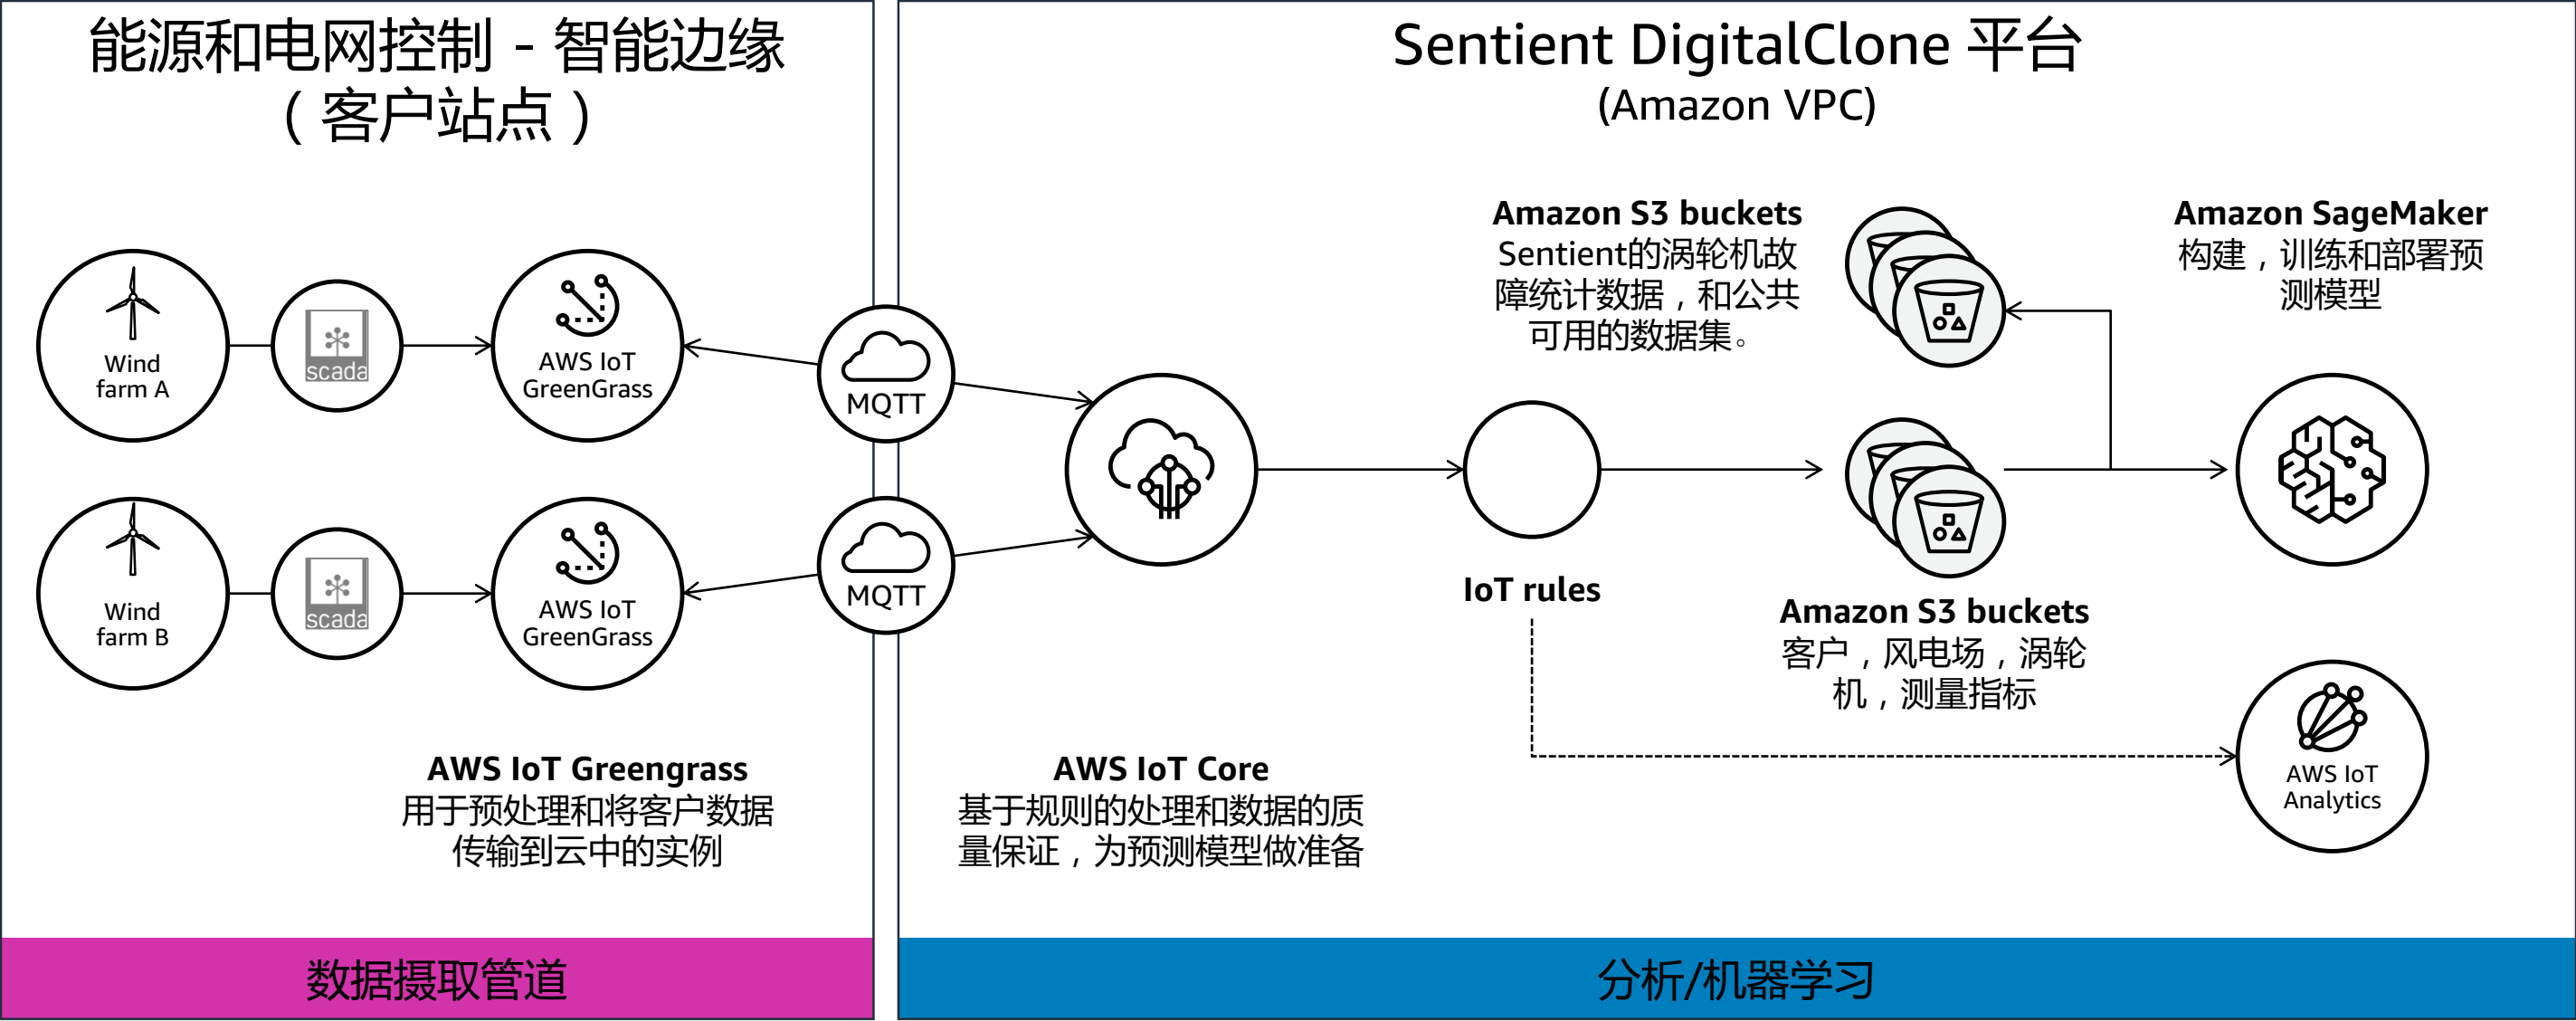 能源和电网控制 - 智能边缘
（客户站点）
Sentient DigitalClone 平台
(Amazon VPC)
Amazon S3 buckets
Sentient的涡轮机故
障统计数据，和公共
可用的数据集。
Amazon SageMaker
构建，训练和部署预
测模型
Wind
farm A
scada
AWS IoT
GreenGrass
MQTT
Wind
farm B
scada
AWS IoT
GreenGrass
MQTT
IoT rules
Amazon S3 buckets
客户，风电场，涡轮
机，测量指标
AWS IoT Greengrass
用于预处理和将客户数据
传输到云中的实例
AWS IoT Core
基于规则的处理和数据的质
量保证，为预测模型做准备
AWS IoT
Analytics
数据摄取管道
分析/机器学习